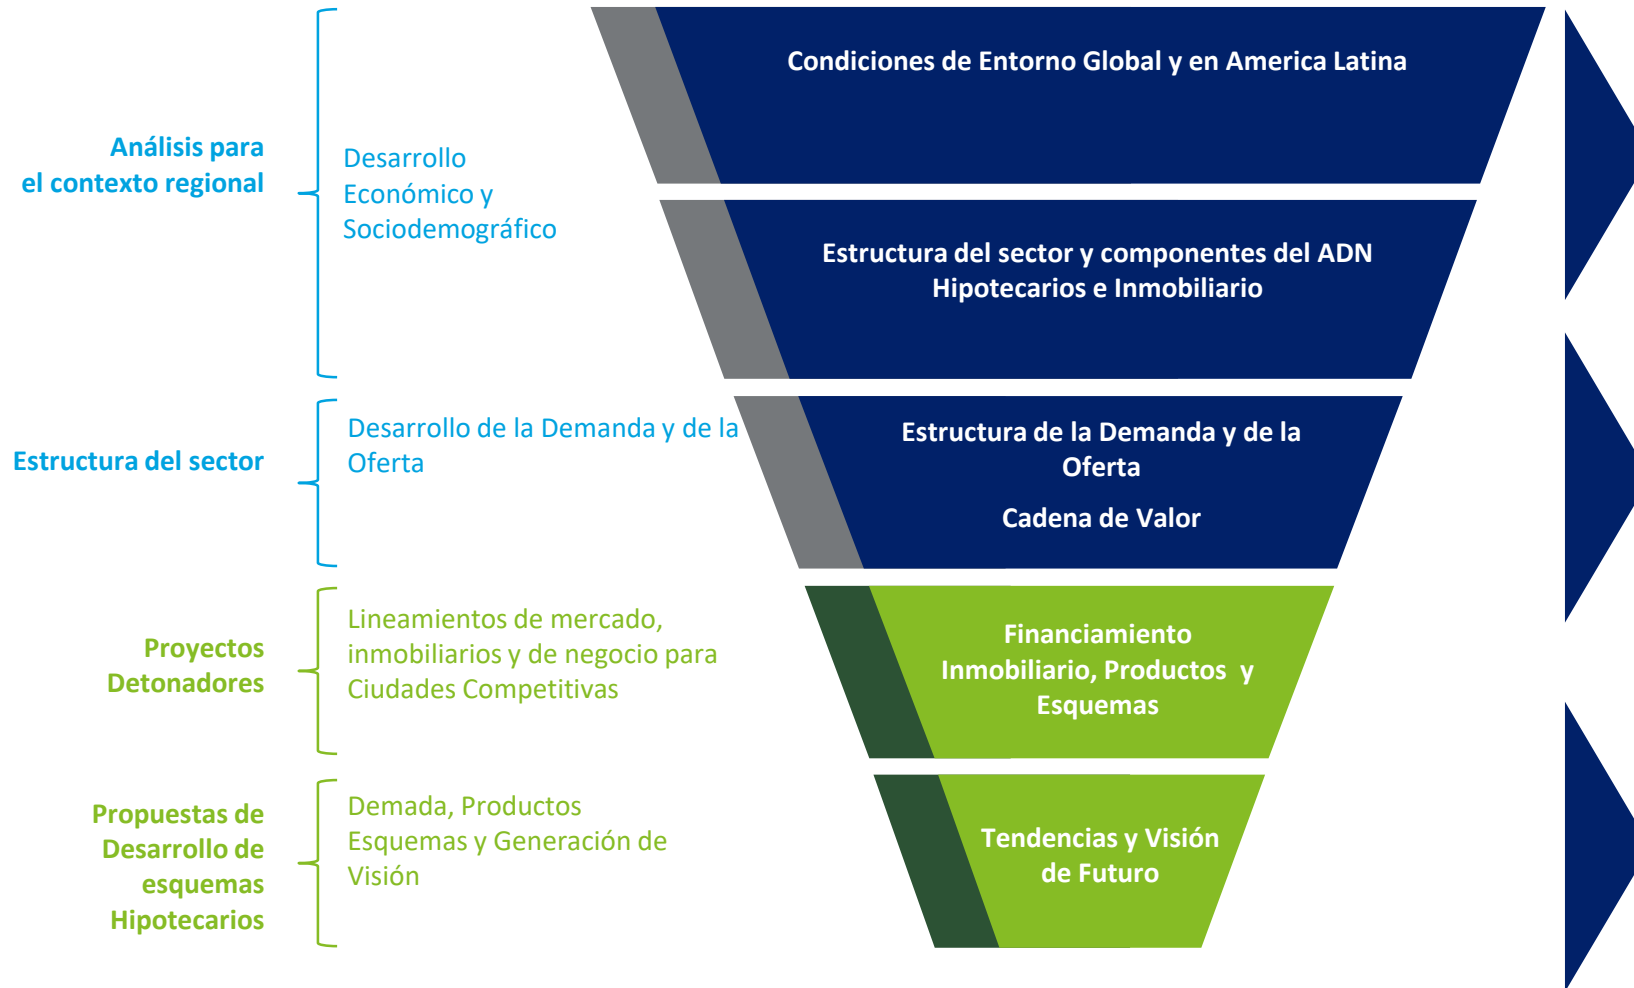 Condiciones de Entorno Global y en America Latina
Análisis para
el contexto regional
Desarrollo
Económico y
Sociodemográfico
Estructura del sector y componentes del ADN
Hipotecarios e Inmobiliario
Estructura del sector
Desarrollo de la Demanda y de la
Oferta
Estructura de la Demanda y de la
Oferta
Cadena de Valor
Proyectos
Detonadores
Lineamientos de mercado,
inmobiliarios y de negocio para
Ciudades Competitivas
Financiamiento
Inmobiliario, Productos y
Esquemas
Propuestas de
Desarrollo de
esquemas
Hipotecarios
Demada, Productos
Esquemas y Generación de
Visión
Tendencias y Visión
de Futuro